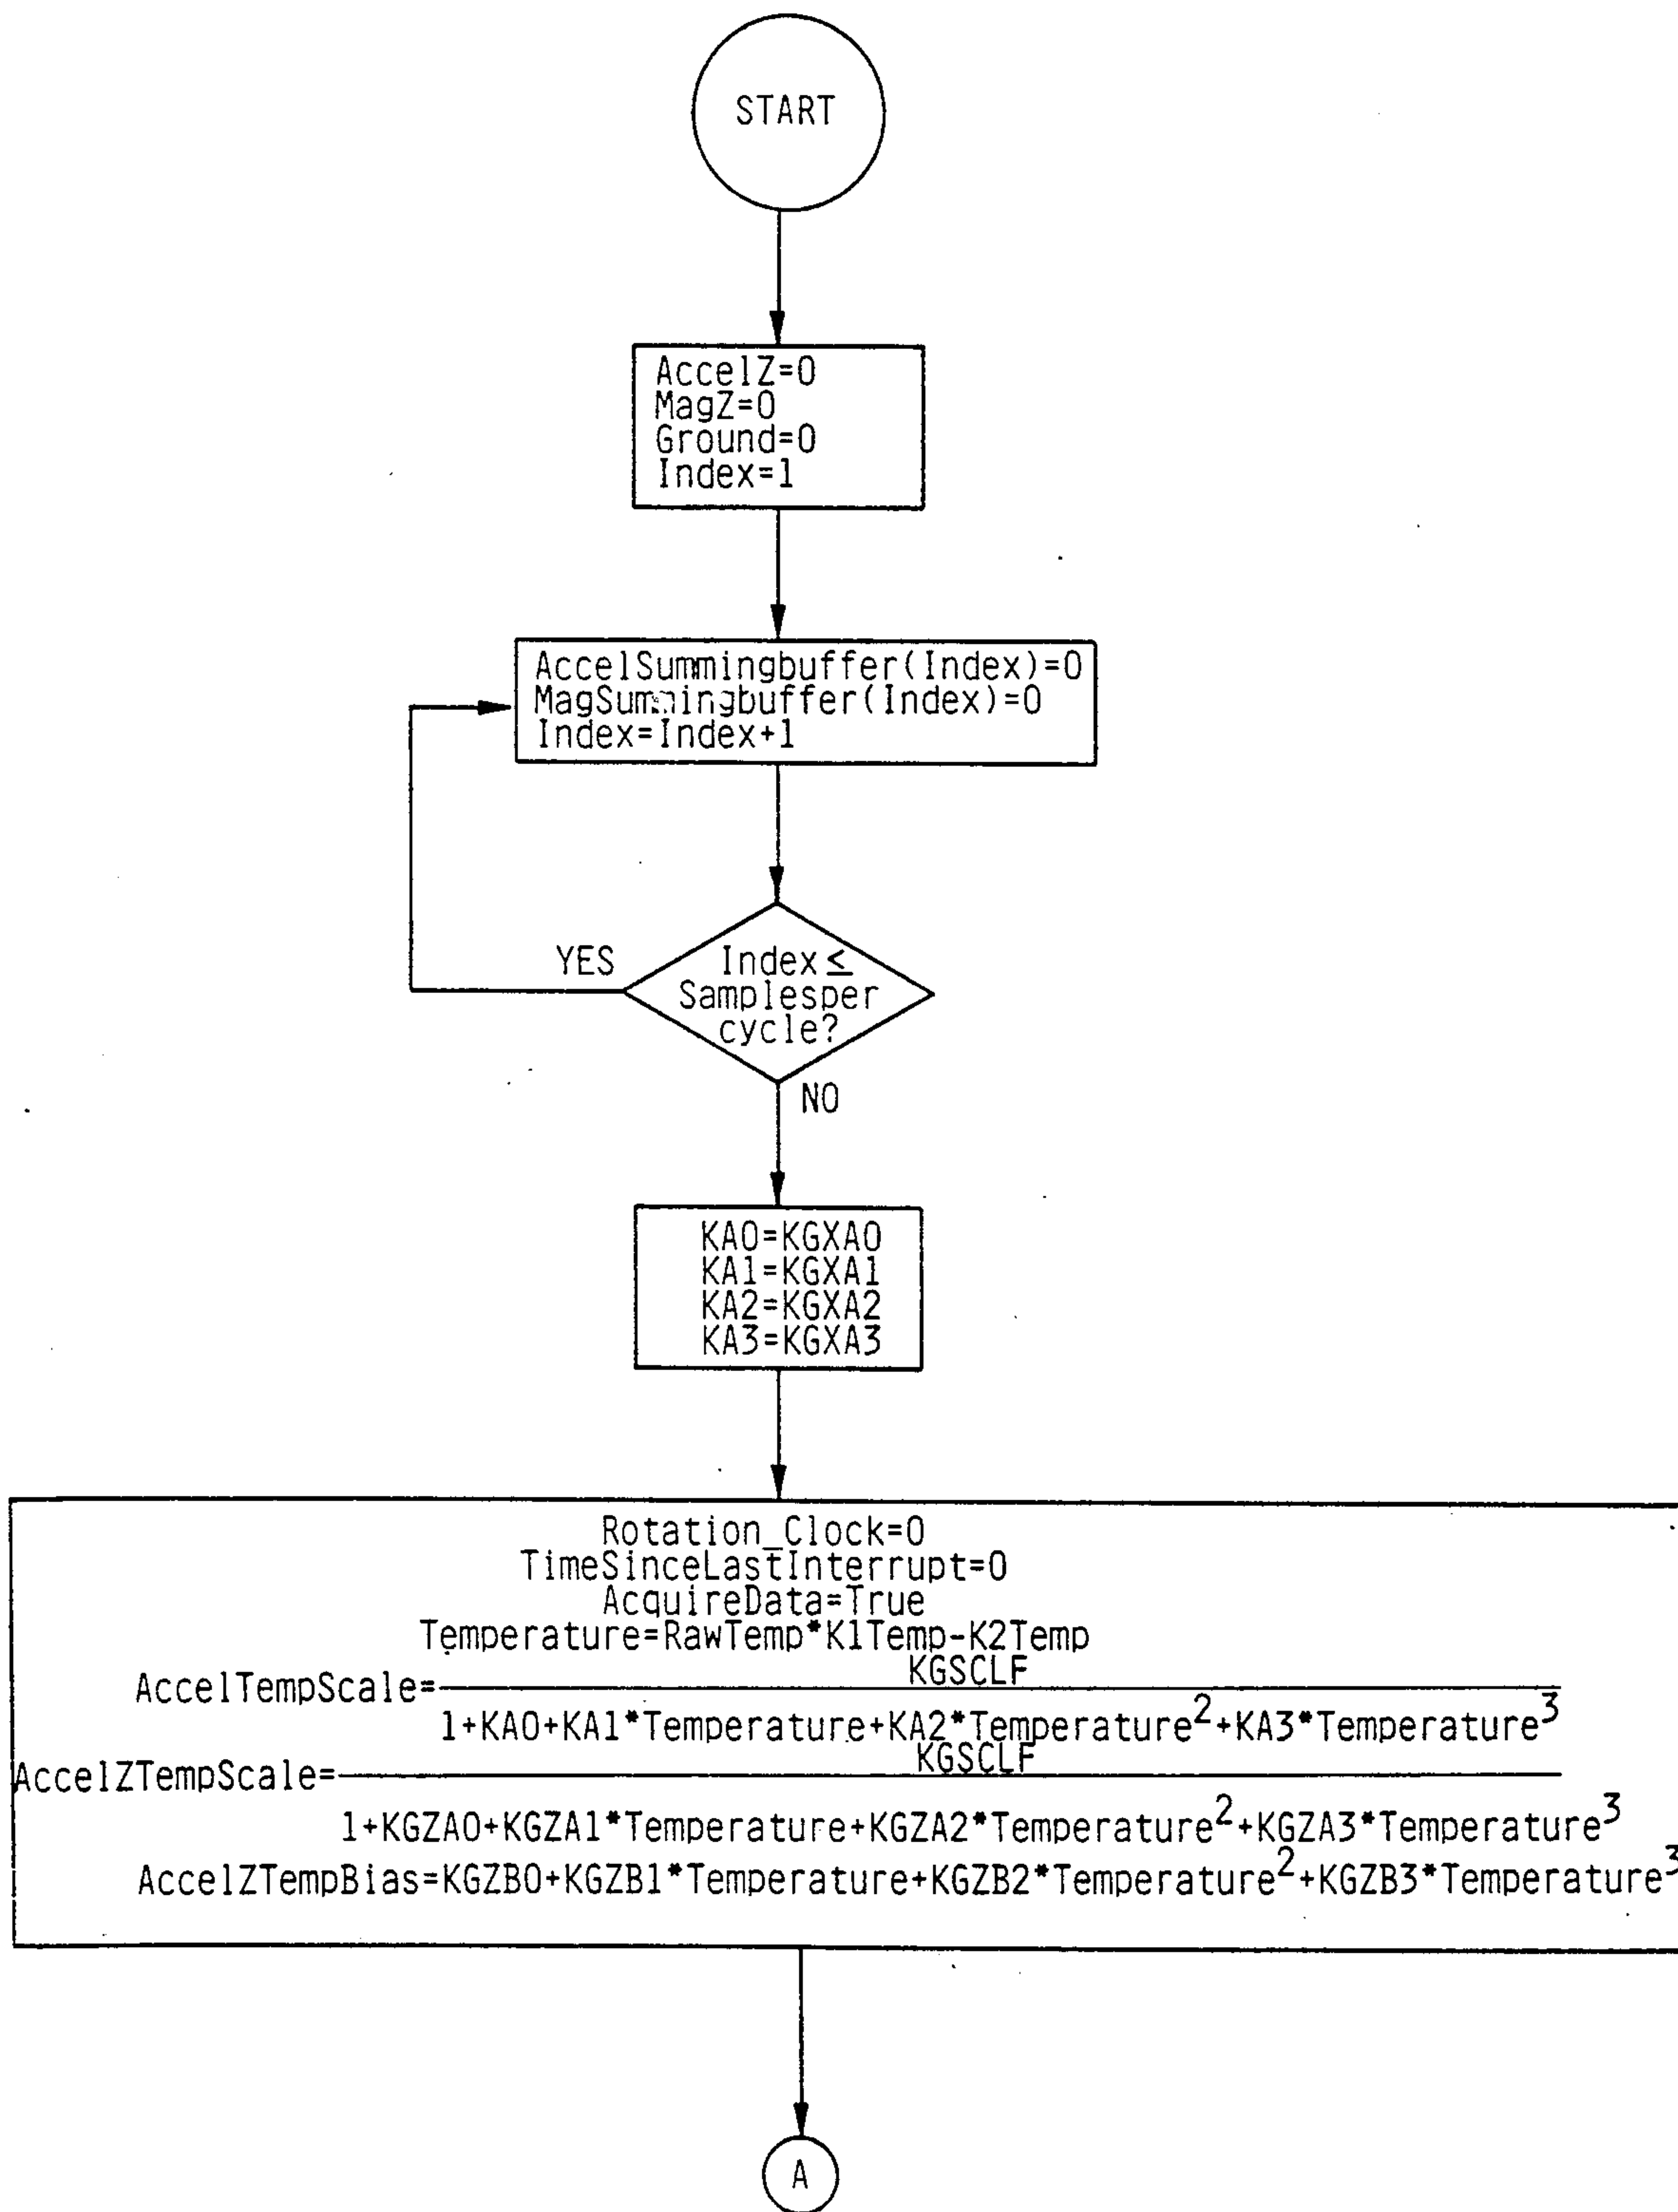 START
AccelZ=0
MagZ=0
Ground=0
Index=1
AccelSummingbuffer(Index)=0
MagSummingbuffer(Index)=0
Index=Index+1
YES
Index≤
Samplesper
cycle?
NO
KA0=KGXA0
KA1=KGXA1
KA2=KGXA2
KA3=KGXA3
Rotation_Clock=0
TimeSinceLastInterrupt=0
AcquireData=True
Temperature=RawTemp*K1Temp-K2Temp
KGSCLF
AccelTempScale=
1+KA0+KA1*Temperature+KA2*Temperature²+KA3*Temperature³
KGSCLF
AccelZTempScale=
1+KGZA0+KGZA1*Temperature+KGZA2*Temperature²+KGZA3*Temperature³
AccelZTempBias=KGZB0+KGZB1*Temperature+KGZB2*Temperature²+KGZB3*Temperature³
A